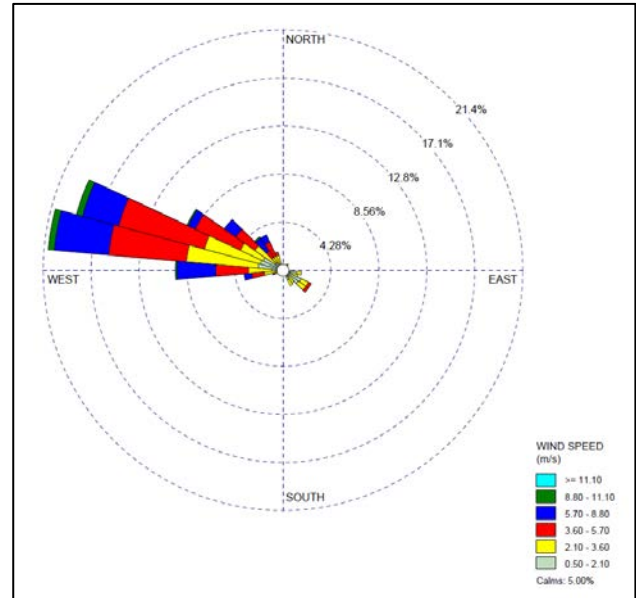 NORTH
21.4%
17.1%
12.8%
8.56%
4.28%
WEST
EAST
SOUTH
WIND SPEED
(m/s)
>= 11.10
8.80 - 11.10
5.70 - 8.80
3.60 - 5.70
2.10 - 3.60
0.50 - 2.10
Calms: 5.00%